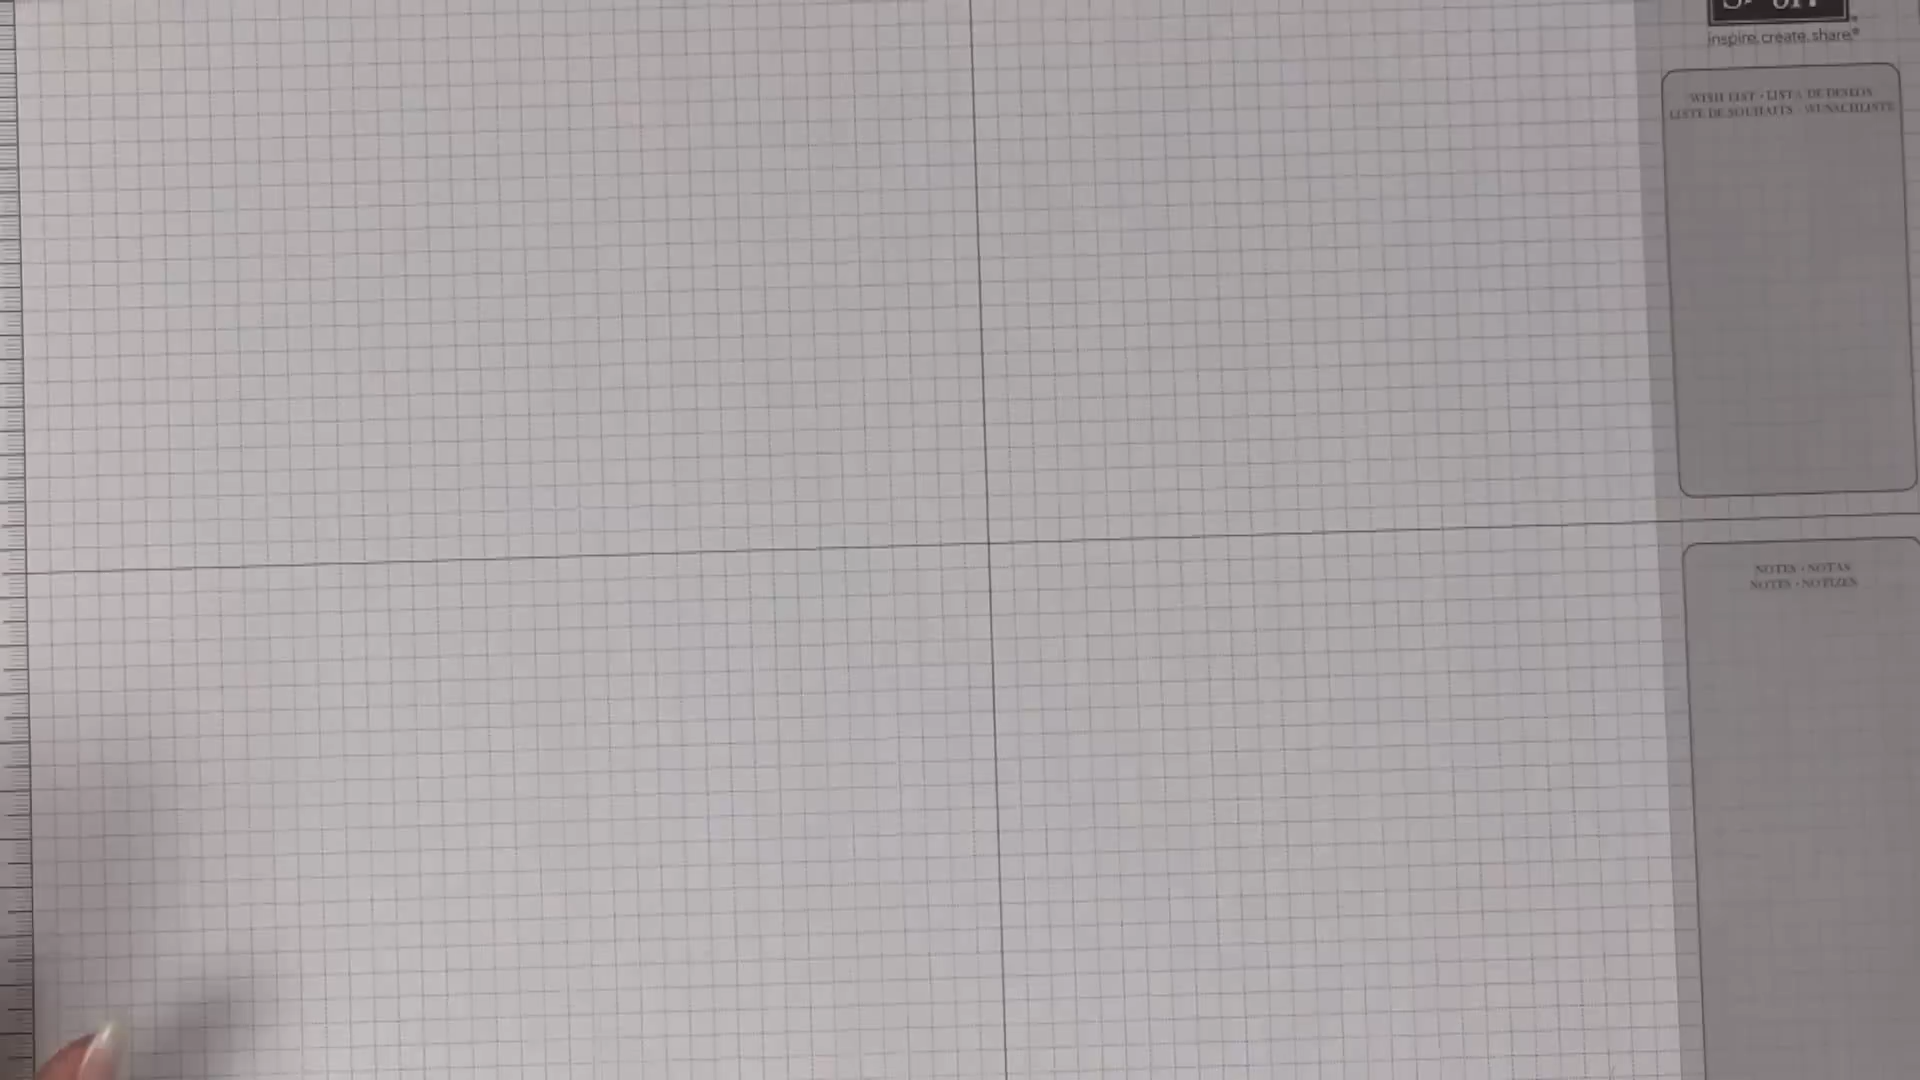 inspire.create.share.®
WISH LIST • LISTA DE DESEOS
LISTE DE SOUHAITS • WUNSCHLISTE
NOTES • NOTAS
NOTES • NOTIZEN